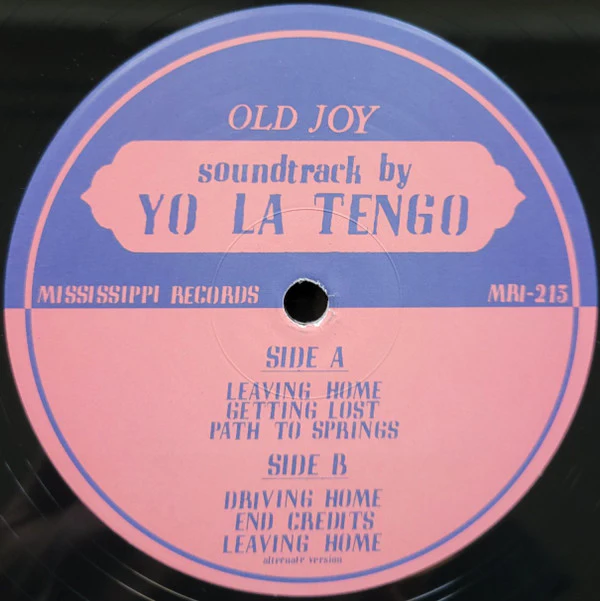 OLD JOY
soundtrack by
YO LA TENGO
MISSISSIPPI RECORDS MRI-213
SIDE A
LEAVING HOME
GETTING LOST
PATH TO SPRINGS
SIDE B
DRIVING HOME
END CREDITS
LEAVING HOME
alternate version